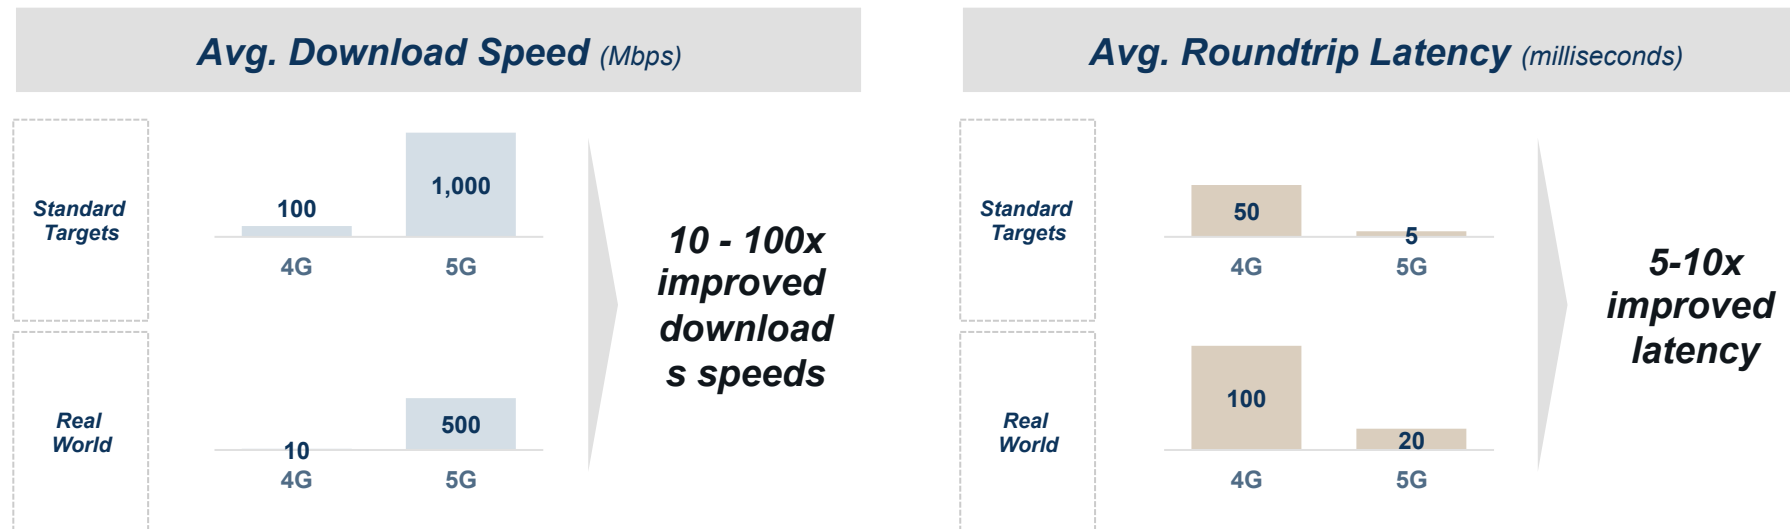 Avg. Download Speed (Mbps)
Standard
Targets
100
1,000
4G
5G
Real
World
10
500
4G
5G
10 - 100x
improved
download
s speeds
Avg. Roundtrip Latency (milliseconds)
Standard
Targets
50
5
4G
5G
Real
World
100
20
4G
5G
5-10x
improved
latency